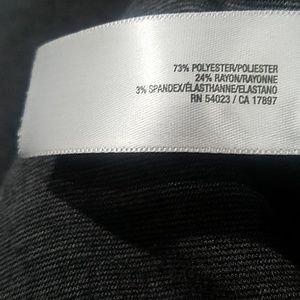 73% POLYESTER/POLIESTER
24% RAYON/RAYONNE
3% SPANDEX/ÉLASTHANNE/ELASTANO
RN 54023 / CA 17897